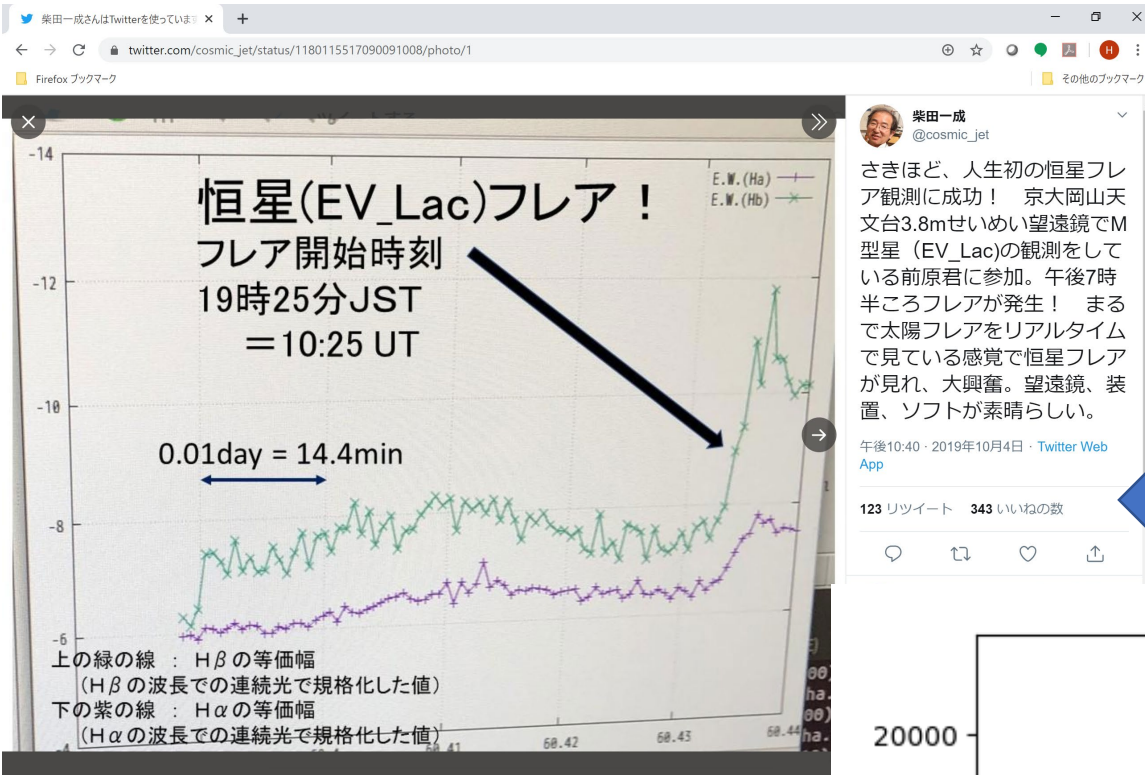 柴田一成さんはTwitterを使っていま
twitter.com/cosmic_jet/status/1180115517090091008/photo/1
H
Firefox ブックマーク
その他のブックマーク
-14
恒星(EV_Lac)フレア！
E.W.(Ha)
E.W.(Hb)
フレア開始時刻
-12
19時25分JST
＝10:25 UT
-10
0.01day = 14.4min
-8
-6
上の緑の線 ： Hβの等価幅
（Hβの波長での連続光で規格化した値）
下の紫の線 ： Hαの等価幅
（Hαの波長での連続光で規格化した値）
60.41
60.42
60.43
60.44
柴田一成
@cosmic_jet
さきほど、人生初の恒星フレ
ア観測に成功！　京大岡山天
文台3.8mせいめい望遠鏡でM
型星（EV_Lac)の観測をして
いる前原君に参加。午後7時
半ころフレアが発生！　まる
で太陽フレアをリアルタイム
で見ている感覚で恒星フレア
が見れ、大興奮。望遠鏡、装
置、ソフトが素晴らしい。
午後10:40 · 2019年10月4日 · Twitter Web
App
123 リツイート 343 いいねの数
20000